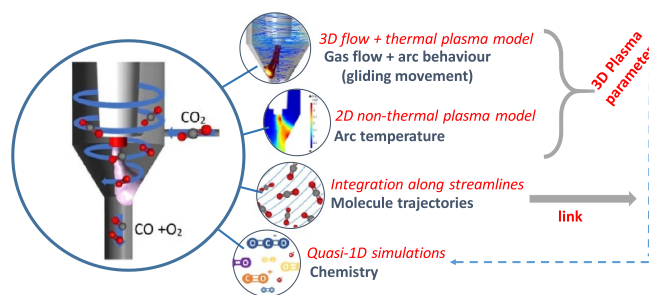 3D flow + thermal plasma model
Gas flow + arc behaviour
(gliding movement)
3D Plasma
parameter
CO₂
2D non-thermal plasma model
Arc temperature
Integration along streamlines
Molecule trajectories
link
CO +O₂
Quasi-1D simulations
Chemistry
O C O
O
C O